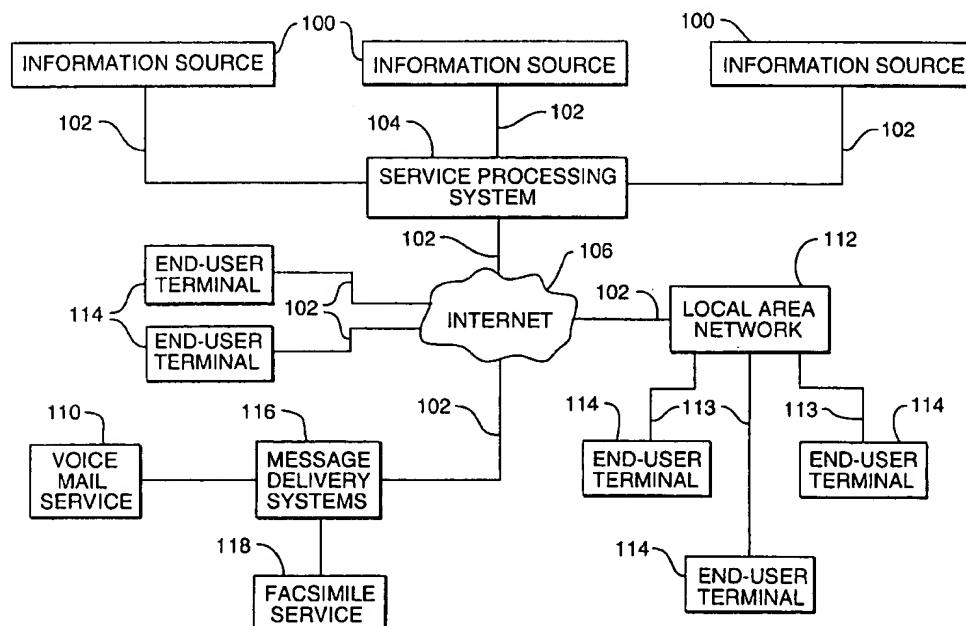 100
100
INFORMATION SOURCE
INFORMATION SOURCE
INFORMATION SOURCE
102
104
102
102
SERVICE PROCESSING
SYSTEM
102
106
112
END-USER
TERMINAL
114
102
END-USER
TERMINAL
INTERNET
102
LOCAL AREA
NETWORK
110
116
102
114
113
113
114
VOICE
MAIL
SERVICE
MESSAGE
DELIVERY
SYSTEMS
END-USER
TERMINAL
END-USER
TERMINAL
118
FACSIMILE
SERVICE
114
END-USER
TERMINAL